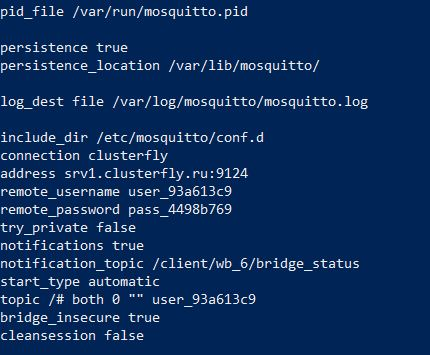 pid_file /var/run/mosquitto.pid
persistence true
persistence_location /var/lib/mosquitto/
log_dest file /var/log/mosquitto/mosquitto.log
include_dir /etc/mosquitto/conf.d
connection clusterfly
address srv1.clusterfly.ru:9124
remote_username user_93a613c9
remote_password pass_4498b769
try_private false
notifications true
notification_topic /client/wb_6/bridge_status
start_type automatic
topic /# both 0 "" user_93a613c9
bridge_insecure true
cleansession false